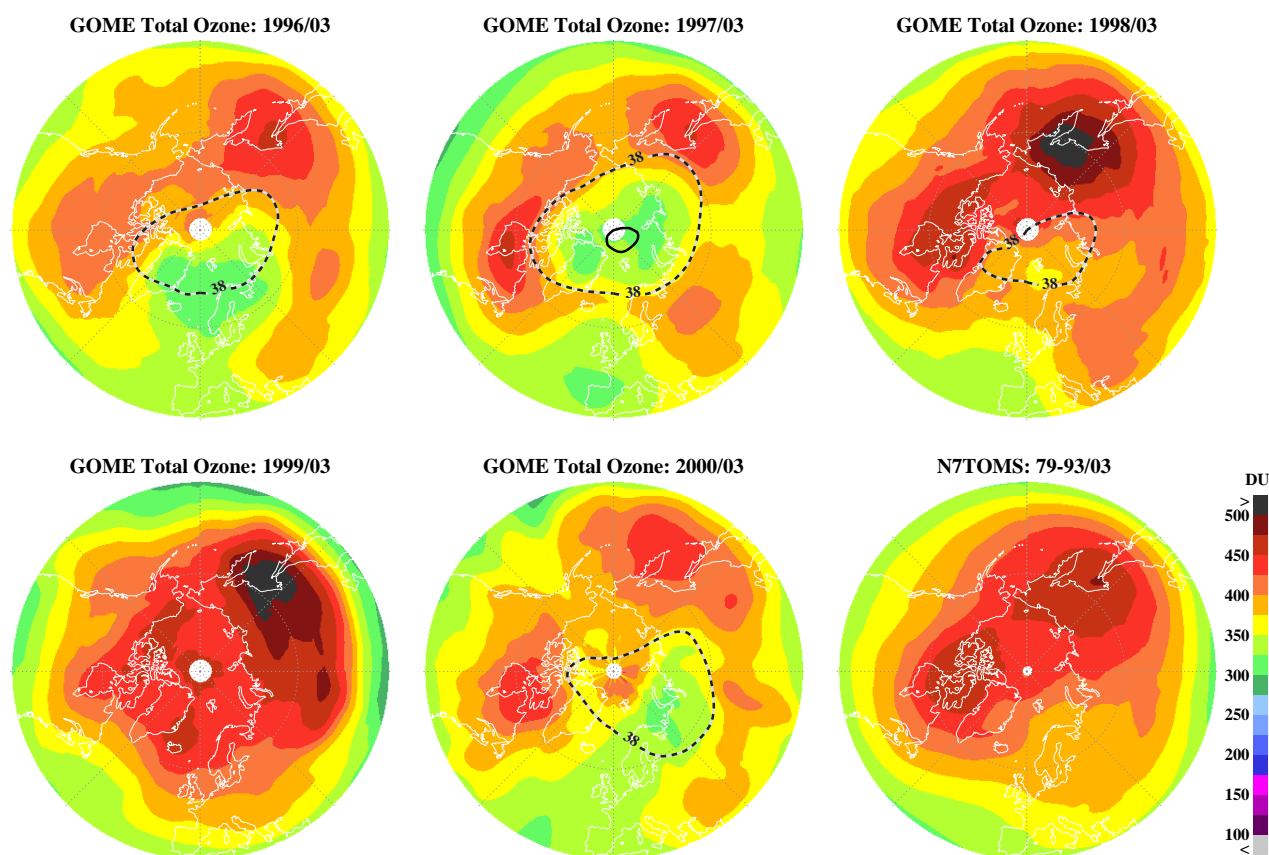 GOME Total Ozone: 1996/03
GOME Total Ozone: 1997/03
GOME Total Ozone: 1998/03
38
38
38
38
38
GOME Total Ozone: 1999/03
GOME Total Ozone: 2000/03
N7TOMS: 79-93/03
38
DU
>
500
450
400
350
300
250
200
150
100
<